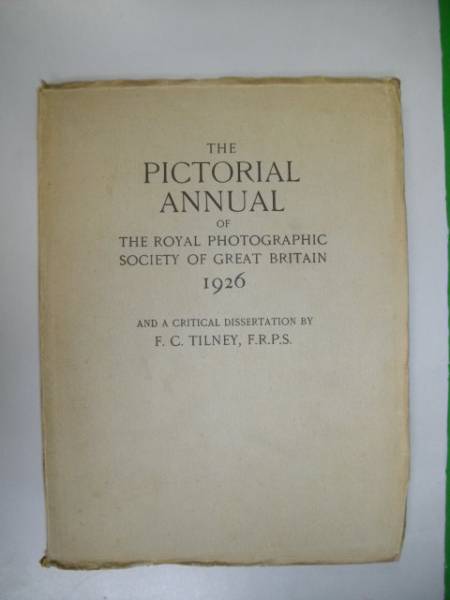 THE
PICTORIAL
ANNUAL
OF
THE ROYAL PHOTOGRAPHIC
SOCIETY OF GREAT BRITAIN
1926
AND A CRITICAL DISSERTATION BY
F. C. TILNEY, F.R.P.S.